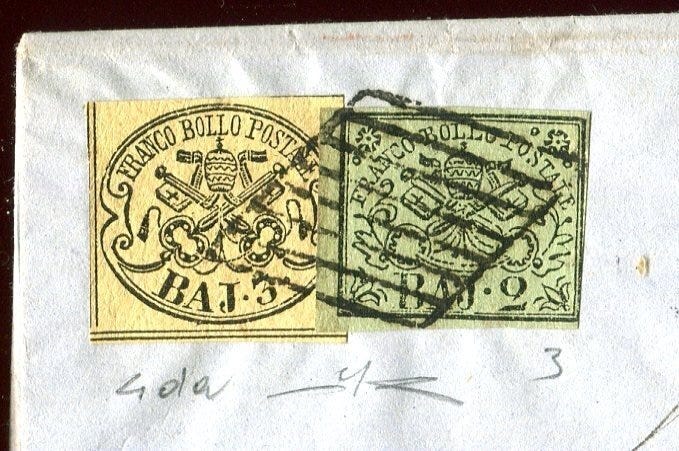 FRANCO BOLLO POSTALE
BAJ. 3
FRANCO BOLLO POSTALE
BAJ. 2
3